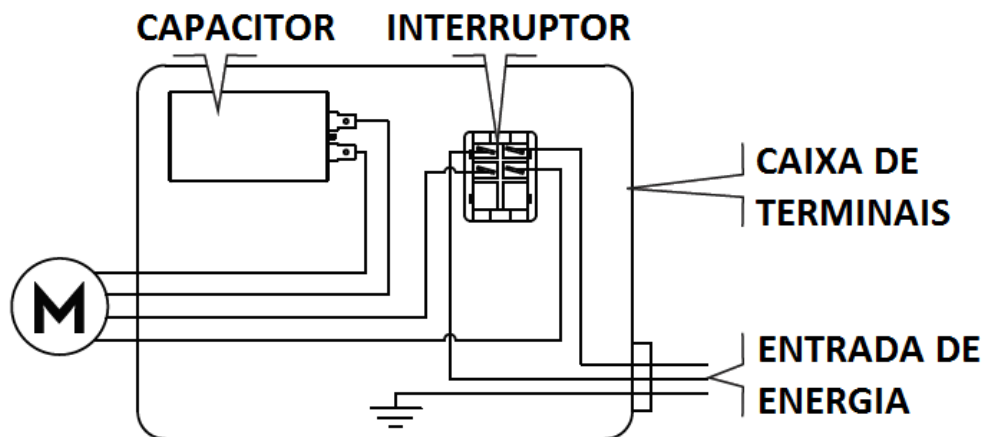 CAPACITOR
INTERRUPTOR
CAIXA DE
TERMINAIS
M
ENTRADA DE
ENERGIA